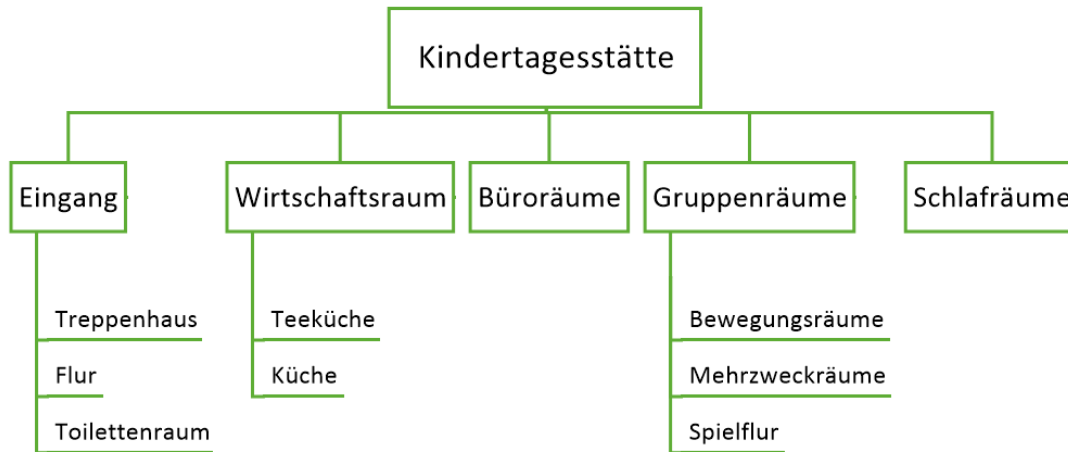 Kindertagesstätte
Eingang
Wirtschaftsraum
Büroräume
Gruppenräume
Schlafräume
Treppenhaus
Teeküche
Bewegungsräume
Flur
Küche
Mehrzweckräume
Toilettenraum
Spielflur